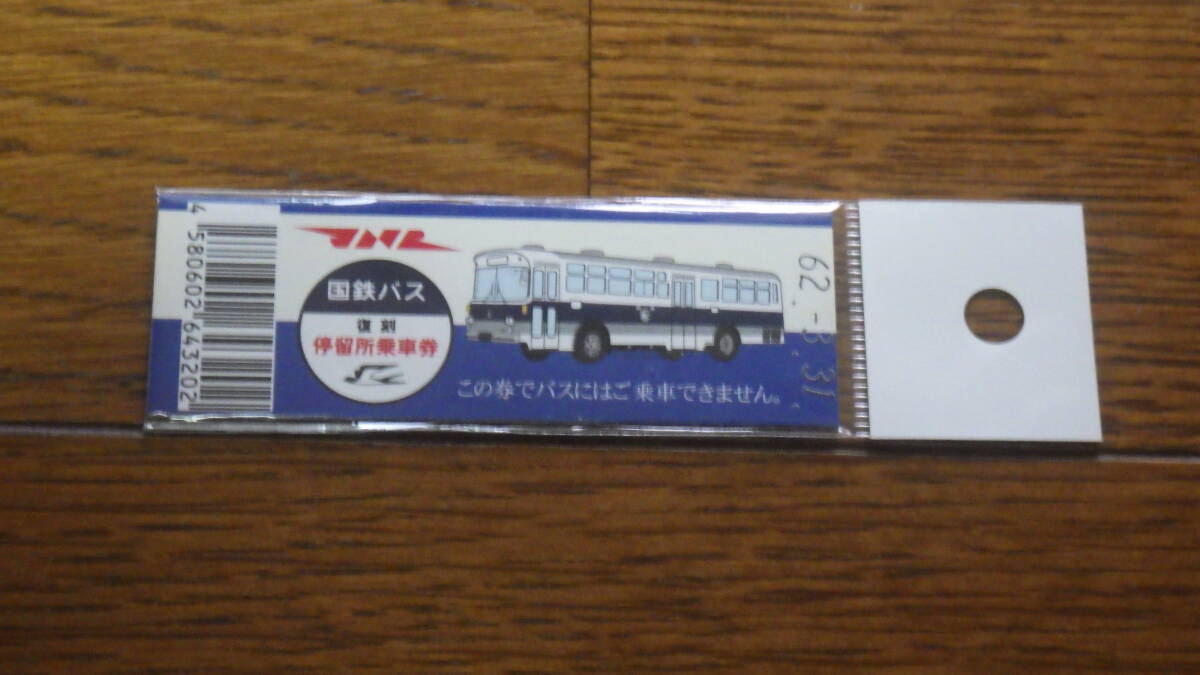 4 580602 643202
JNR
国鉄バス
復刻
停留所乗車券
この券でバスにはご乗車できません。
62.-3.31